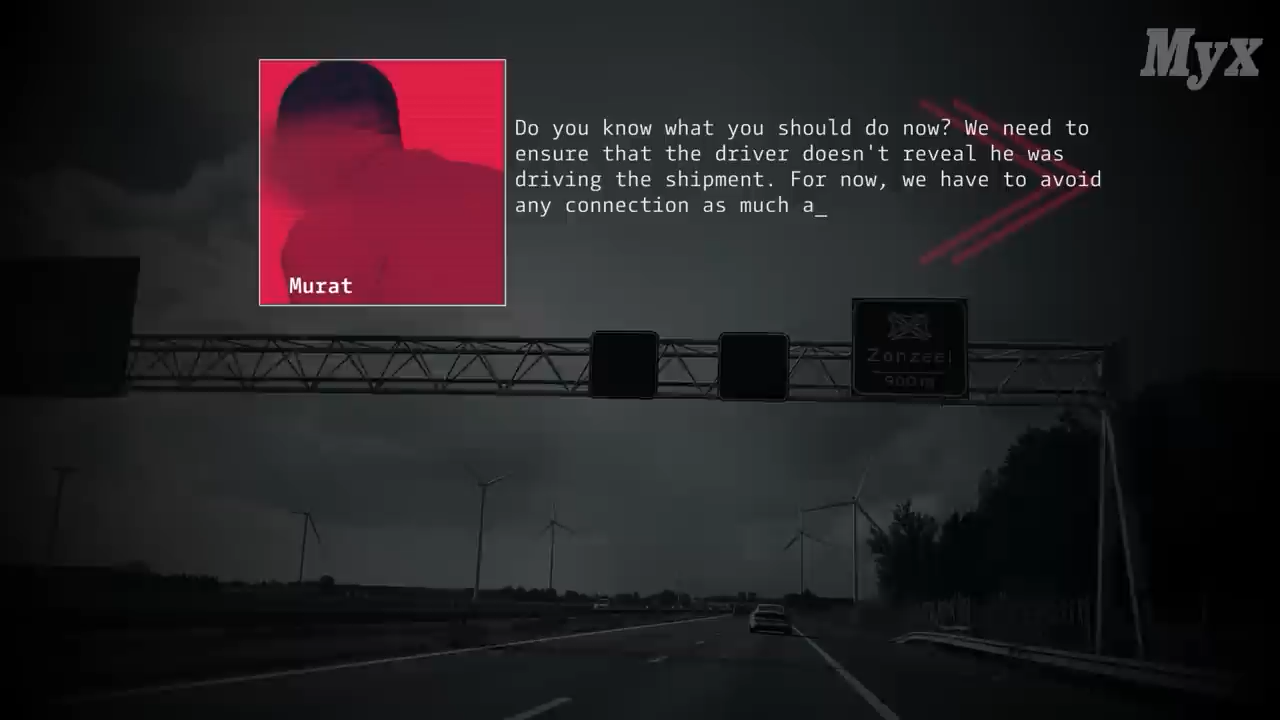 Myx
Do you know what you should do now? We need to
ensure that the driver doesn't reveal he was
driving the shipment. For now, we have to avoid
any connection as much a_
Murat
Zonzeel
900 m